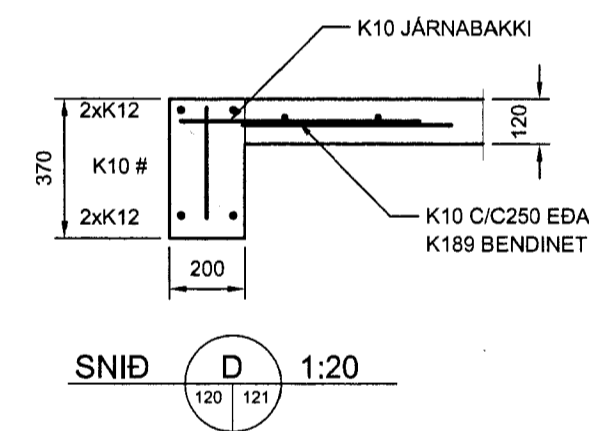 K10 JÁRNABAKKI
2xK12
120
370
K10 #
2xK12
K10 C/C250 EÐA
K189 BENDINET
200
SNIÐ D 1:20
120 121